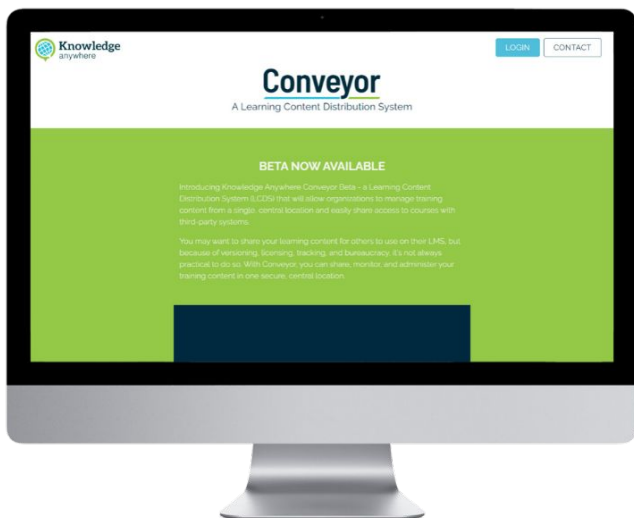 Knowledge
anywhere
LOGIN
CONTACT
Conveyor
A Learning Content Distribution System
BETA NOW AVAILABLE
Introducing Knowledge Anywhere Conveyor Beta - a Learning Content
Distribution System (LCDS) that will allow organizations to manage training
content from a single, central location and easily share access to courses with
third-party systems.
You may want to share your learning content for others to use on their LMS, but
because of versioning, licensing, tracking, and bureaucracy, it's not always
practical to do so. With Conveyor, you can share, monitor, and administer your
training content in one secure, central location.